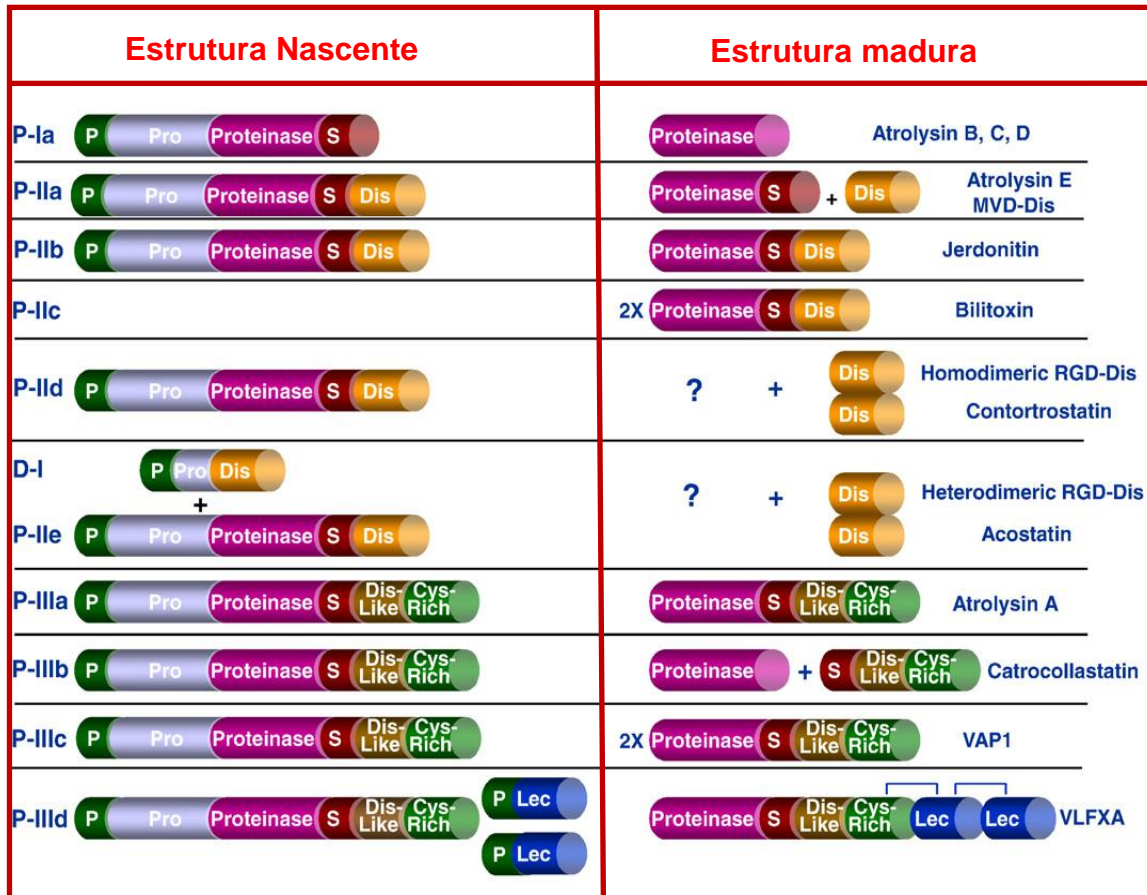 Estrutura Nascente
Estrutura madura
P-Ia
P Pro Proteinase S
Proteinase
Atrolysin B, C, D
P-IIa
P Pro Proteinase S Dis
Proteinase S + Dis
Atrolysin E
MVD-Dis
P-IIb
P Pro Proteinase S Dis
Proteinase S Dis
Jerdonitin
P-IIc
2X Proteinase S Dis
Bilitoxin
P-IId
P Pro Proteinase S Dis
? +
Dis
Dis
Homodimeric RGD-Dis
Contortrostatin
D-I
P Pro Dis
+
P-IIe
P Pro Proteinase S Dis
? +
Dis
Dis
Heterodimeric RGD-Dis
Acostatin
P-IIIa
P Pro Proteinase S Dis-Like Cys-Rich
Proteinase S Dis-Like Cys-Rich
Atrolysin A
P-IIIb
P Pro Proteinase S Dis-Like Cys-Rich
Proteinase + S Dis-Like Cys-Rich
Catrocollastatin
P-IIIc
P Pro Proteinase S Dis-Like Cys-Rich
2X Proteinase S Dis-Like Cys-Rich
VAP1
P-IIId
P Pro Proteinase S Dis-Like Cys-Rich
P Lec
P Lec
Proteinase S Dis-Like Cys-Rich Lec Lec
VLFXA